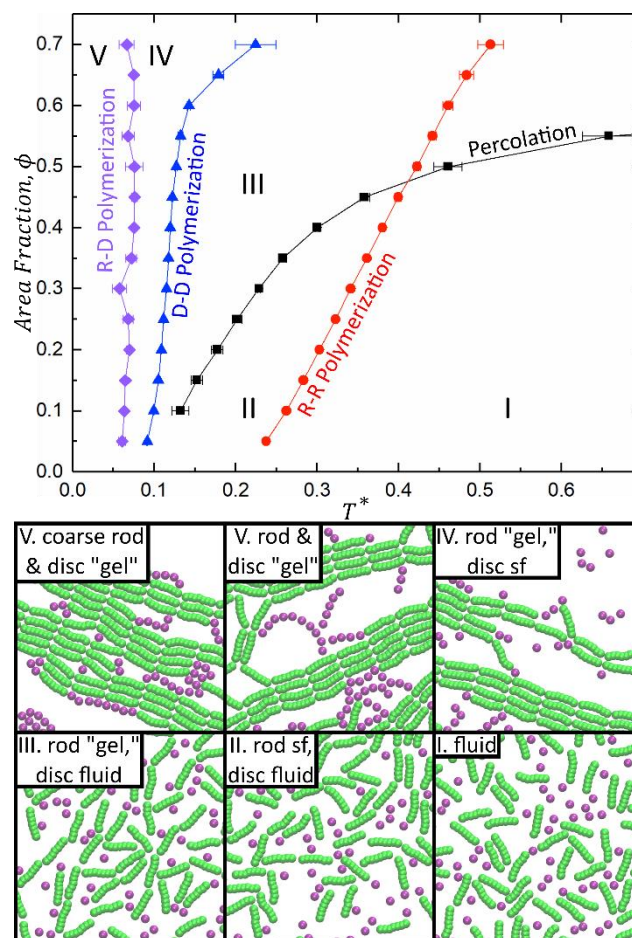 0.7
0.6
0.5
0.4
0.3
0.2
0.1
0.0
Area Fraction, ϕ
V
IV
III
II
I
R-D Polymerization
D-D Polymerization
Percolation
R-R Polymerization
0.0 0.1 0.2 0.3 0.4 0.5 0.6
T*
V. coarse rod
& disc "gel"
V. rod &
disc "gel"
IV. rod "gel,"
disc sf
III. rod "gel,"
disc fluid
II. rod sf,
disc fluid
I. fluid